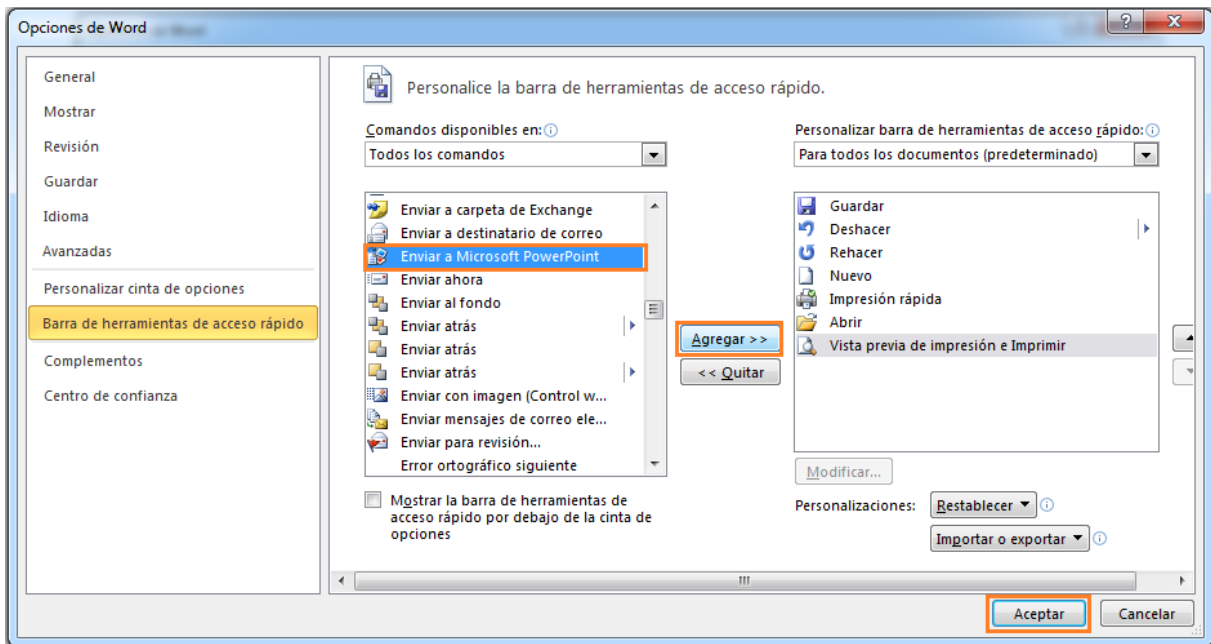 Opciones de Word
General
Mostrar
Revisión
Guardar
Idioma
Avanzadas
Personalizar cinta de opciones
Barra de herramientas de acceso rápido
Complementos
Centro de confianza
Personalice la barra de herramientas de acceso rápido.
Comandos disponibles en:
Todos los comandos
Enviar a carpeta de Exchange
Enviar a destinatario de correo
Enviar a Microsoft PowerPoint
Enviar ahora
Enviar al fondo
Enviar atrás
Enviar atrás
Enviar atrás
Enviar con imagen (Control w...
Enviar mensajes de correo ele...
Enviar para revisión...
Error ortográfico siguiente
Mostrar la barra de herramientas de
acceso rápido por debajo de la cinta de
opciones
Agregar >>
<< Quitar
Personalizar barra de herramientas de acceso rápido:
Para todos los documentos (predeterminado)
Guardar
Deshacer
Rehacer
Nuevo
Impresión rápida
Abrir
Vista previa de impresión e Imprimir
Modificar...
Personalizaciones:
Restablecer
Importar o exportar
Aceptar
Cancelar